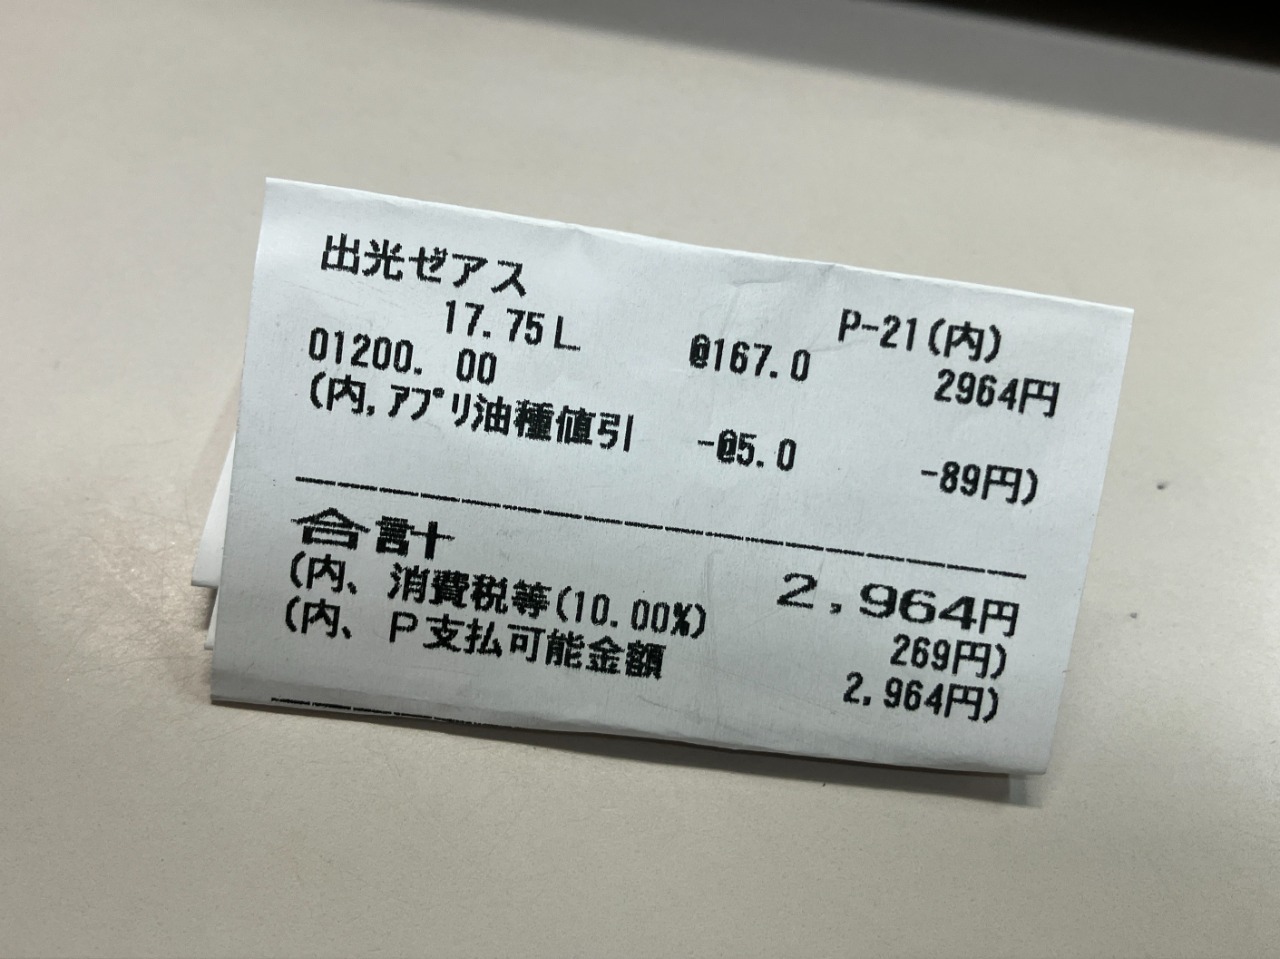 出光ゼアス P-21(内)
17.75L @167.0 2964円
01200. 00
(内,アプリ油種値引 -@5.0 -89円)
合計 2,964円
(内、消費税等(10.00%) 269円)
(内、P支払可能金額 2,964円)